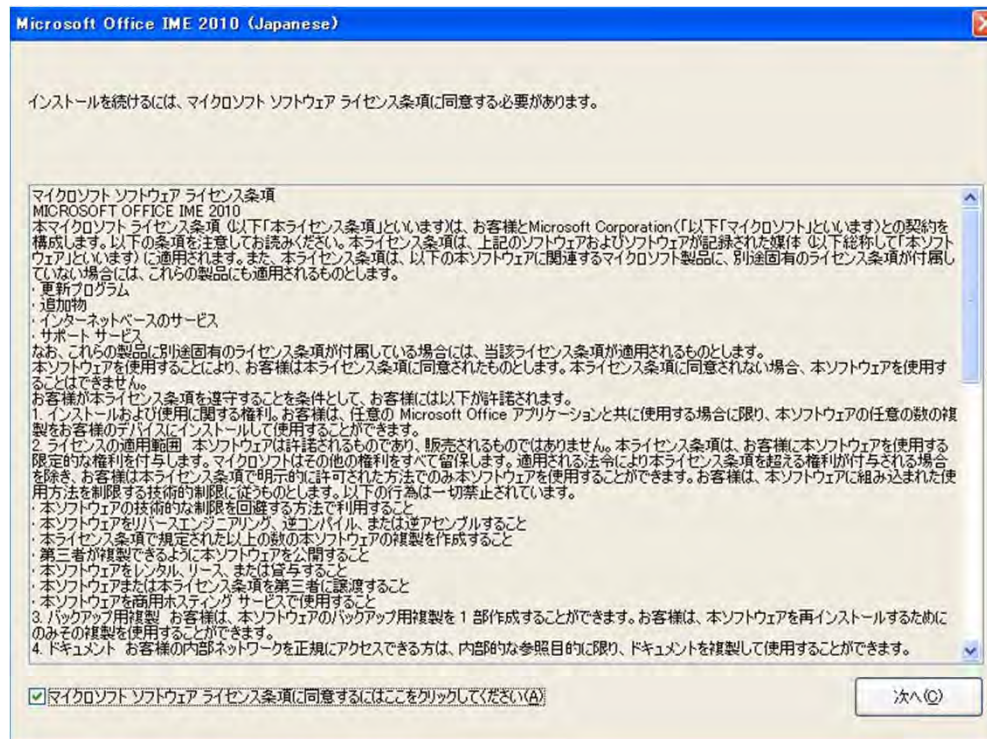 Microsoft Office IME 2010 (Japanese)
インストールを続けるには、マイクロソフト ソフトウェア ライセンス条項に同意する必要があります。
マイクロソフト ソフトウェア ライセンス条項
MICROSOFT OFFICE IME 2010
本マイクロソフト ライセンス条項 (以下「本ライセンス条項」といいます)は、お客様とMicrosoft Corporation(「以下「マイクロソフト」といいます)との契約を
構成します。以下の条項を注意してお読みください。本ライセンス条項は、上記のソフトウェアおよびソフトウェアが記録された媒体 (以下総称して「本ソフト
ウェア」といいます) に適用されます。また、本ライセンス条項は、以下の本ソフトウェアに関連するマイクロソフト製品に、別途固有のライセンス条項が付属し
ていない場合には、これらの製品にも適用されるものとします。
・更新プログラム
・追加物
・インターネットベースのサービス
・サポート サービス
なお、これらの製品に別途固有のライセンス条項が付属している場合には、当該ライセンス条項が適用されるものとします。
本ソフトウェアを使用することにより、お客様は本ライセンス条項に同意されたものとします。本ライセンス条項に同意されない場合、本ソフトウェアを使用す
ることはできません。
お客様が本ライセンス条項を遵守することを条件として、お客様には以下が許諾されます。
1. インストールおよび使用に関する権利。お客様は、任意の Microsoft Office アプリケーションと共に使用する場合に限り、本ソフトウェアの任意の数の複
製をお客様のデバイスにインストールして使用することができます。
2. ライセンスの適用範囲 本ソフトウェアは許諾されるものであり、販売されるものではありません。本ライセンス条項は、お客様に本ソフトウェアを使用する
限定的な権利を付与します。マイクロソフトはその他の権利をすべて留保します。適用される法令により本ライセンス条項を超える権利が付与される場合
を除き、お客様は本ライセンス条項で明示的に許可された方法でのみ本ソフトウェアを使用することができます。お客様は、本ソフトウェアに組み込まれた使
用方法を制限する技術的制限に従うものとします。以下の行為は一切禁止されています。
・本ソフトウェアの技術的な制限を回避する方法で利用すること
・本ソフトウェアをリバースエンジニアリング、逆コンパイル、または逆アセンブルすること
・本ライセンス条項で規定された以上の数の本ソフトウェアの複製を作成すること
・第三者が複製できるように本ソフトウェアを公開すること
・本ソフトウェアをレンタル、リース、または貸与すること
・本ソフトウェアまたは本ライセンス条項を第三者に譲渡すること
・本ソフトウェアを商用ホスティング サービスで使用すること
3. バックアップ用複製 お客様は、本ソフトウェアのバックアップ用複製を 1 部作成することができます。お客様は、本ソフトウェアを再インストールするために
のみその複製を使用することができます。
4. ドキュメント お客様の内部ネットワークを正規にアクセスできる方は、内部的な参照目的に限り、ドキュメントを複製して使用することができます。
マイクロソフト ソフトウェア ライセンス条項に同意するにはここをクリックしてください(A)
次へ(C)